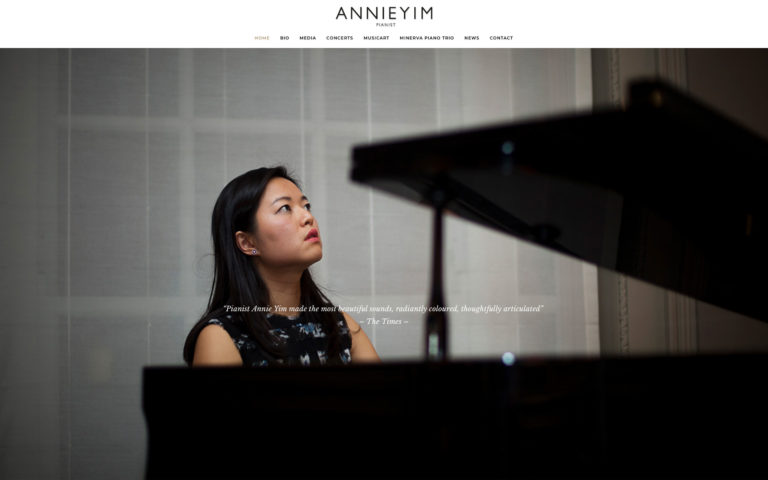 ANNIEYIM
PIANIST
HOME BIO MEDIA CONCERTS MUSICART MINERVA PIANO TRIO NEWS CONTACT
"Pianist Annie Yim made the most beautiful sounds, radiantly coloured, thoughtfully articulated"
– The Times –